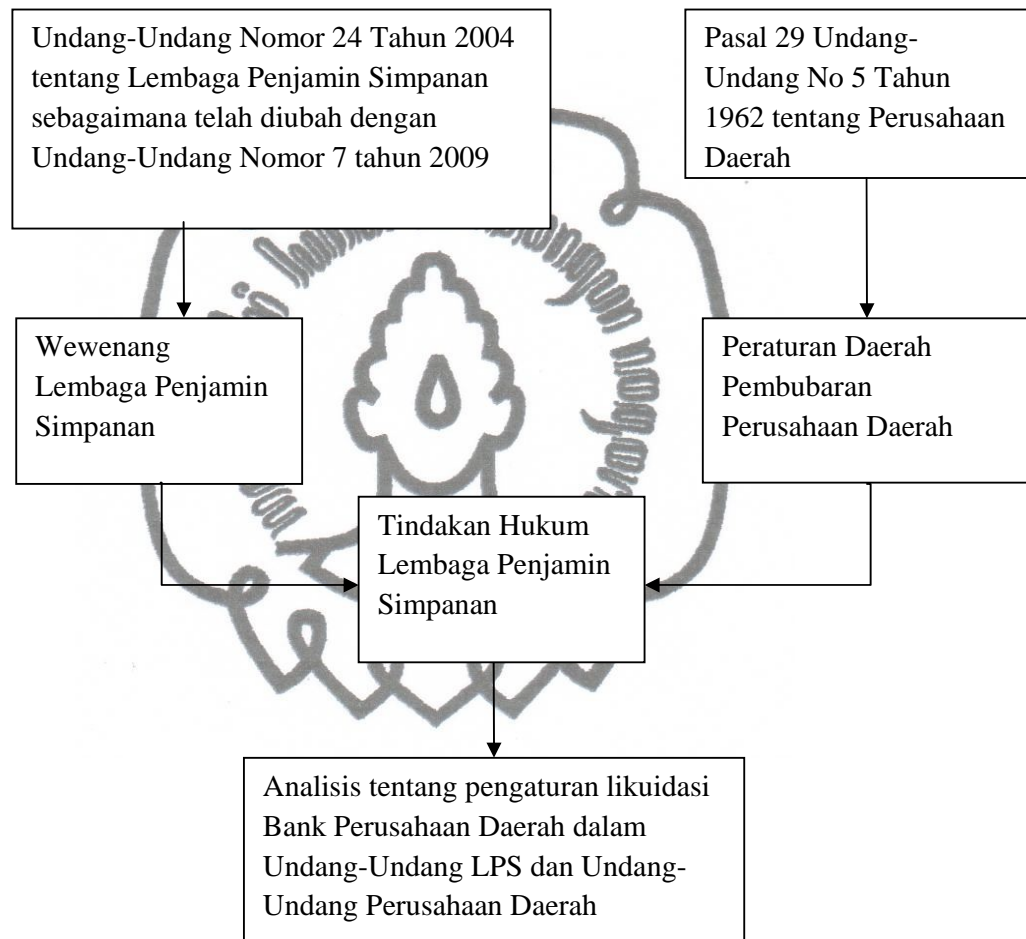 Undang-Undang Nomor 24 Tahun 2004
tentang Lembaga Penjamin Simpanan
sebagaimana telah diubah dengan
Undang-Undang Nomor 7 tahun 2009
Pasal 29 Undang-
Undang No 5 Tahun
1962 tentang Perusahaan
Daerah
Wewenang
Lembaga Penjamin
Simpanan
Peraturan Daerah
Pembubaran
Perusahaan Daerah
Tindakan Hukum
Lembaga Penjamin
Simpanan
Analisis tentang pengaturan likuidasi
Bank Perusahaan Daerah dalam
Undang-Undang LPS dan Undang-
Undang Perusahaan Daerah